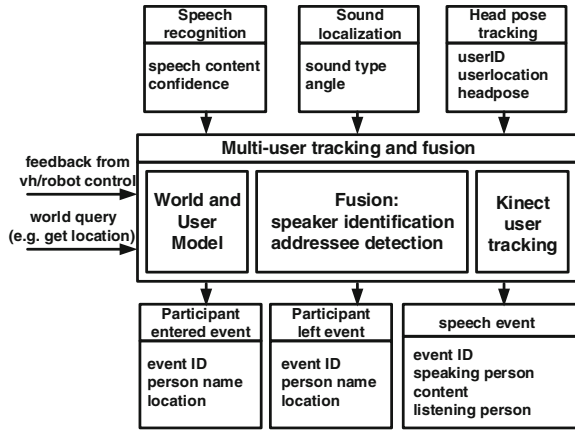 Speech
recognition
speech content
confidence
Sound
localization
sound type
angle
Head pose
tracking
userID
userlocation
headpose
Multi-user tracking and fusion
feedback from
vh/robot control
world query
(e.g. get location)
World and
User
Model
Fusion:
speaker identification
addressee detection
Kinect
user
tracking
Participant
entered event
event ID
person name
location
Participant
left event
event ID
person name
location
speech event
event ID
speaking person
content
listening person